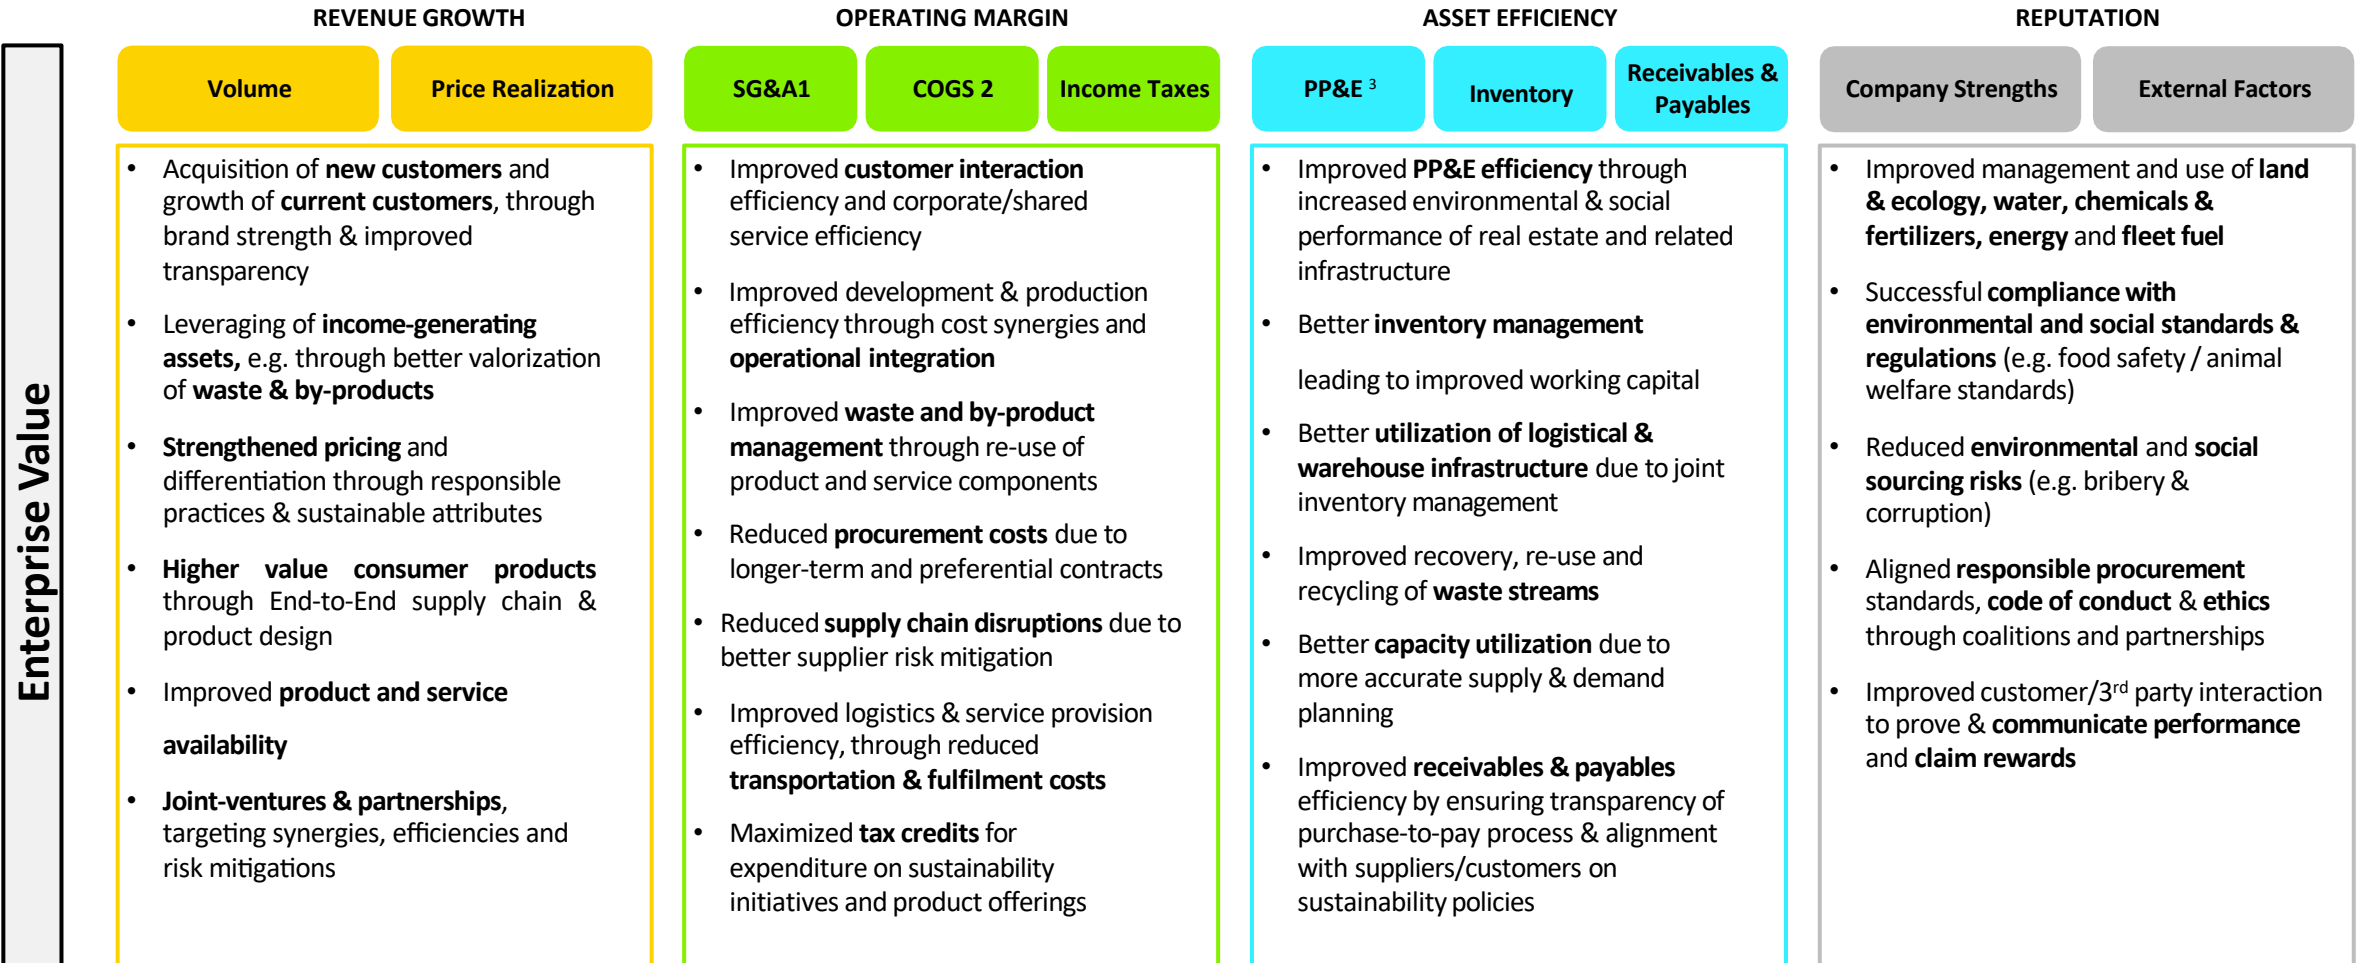 REVENUE GROWTH
OPERATING MARGIN
ASSET EFFICIENCY
REPUTATION
Enterprise Value
Volume
Price Realization
SG&A1
COGS 2
Income Taxes
PP&E 3
Inventory
Receivables &
Payables
Company Strengths
External Factors
• Acquisition of new customers and
growth of current customers, through
brand strength & improved
transparency
• Leveraging of income-generating
assets, e.g. through better valorization
of waste & by-products
• Strengthened pricing and
differentiation through responsible
practices & sustainable attributes
• Higher value consumer products
through End-to-End supply chain &
product design
• Improved product and service
availability
• Joint-ventures & partnerships,
targeting synergies, efficiencies and
risk mitigations
• Improved customer interaction
efficiency and corporate/shared
service efficiency
• Improved development & production
efficiency through cost synergies and
operational integration
• Improved waste and by-product
management through re-use of
product and service components
• Reduced procurement costs due to
longer-term and preferential contracts
• Reduced supply chain disruptions due to
better supplier risk mitigation
• Improved logistics & service provision
efficiency, through reduced
transportation & fulfilment costs
• Maximized tax credits for
expenditure on sustainability
initiatives and product offerings
• Improved PP&E efficiency through
increased environmental & social
performance of real estate and related
infrastructure
• Better inventory management
leading to improved working capital
• Better utilization of logistical &
warehouse infrastructure due to joint
inventory management
• Improved recovery, re-use and
recycling of waste streams
• Better capacity utilization due to
more accurate supply & demand
planning
• Improved receivables & payables
efficiency by ensuring transparency of
purchase-to-pay process & alignment
with suppliers/customers on
sustainability policies
• Improved management and use of land
& ecology, water, chemicals &
fertilizers, energy and fleet fuel
• Successful compliance with
environmental and social standards &
regulations (e.g. food safety / animal
welfare standards)
• Reduced environmental and social
sourcing risks (e.g. bribery &
corruption)
• Aligned responsible procurement
standards, code of conduct & ethics
through coalitions and partnerships
• Improved customer/3rd party interaction
to prove & communicate performance
and claim rewards